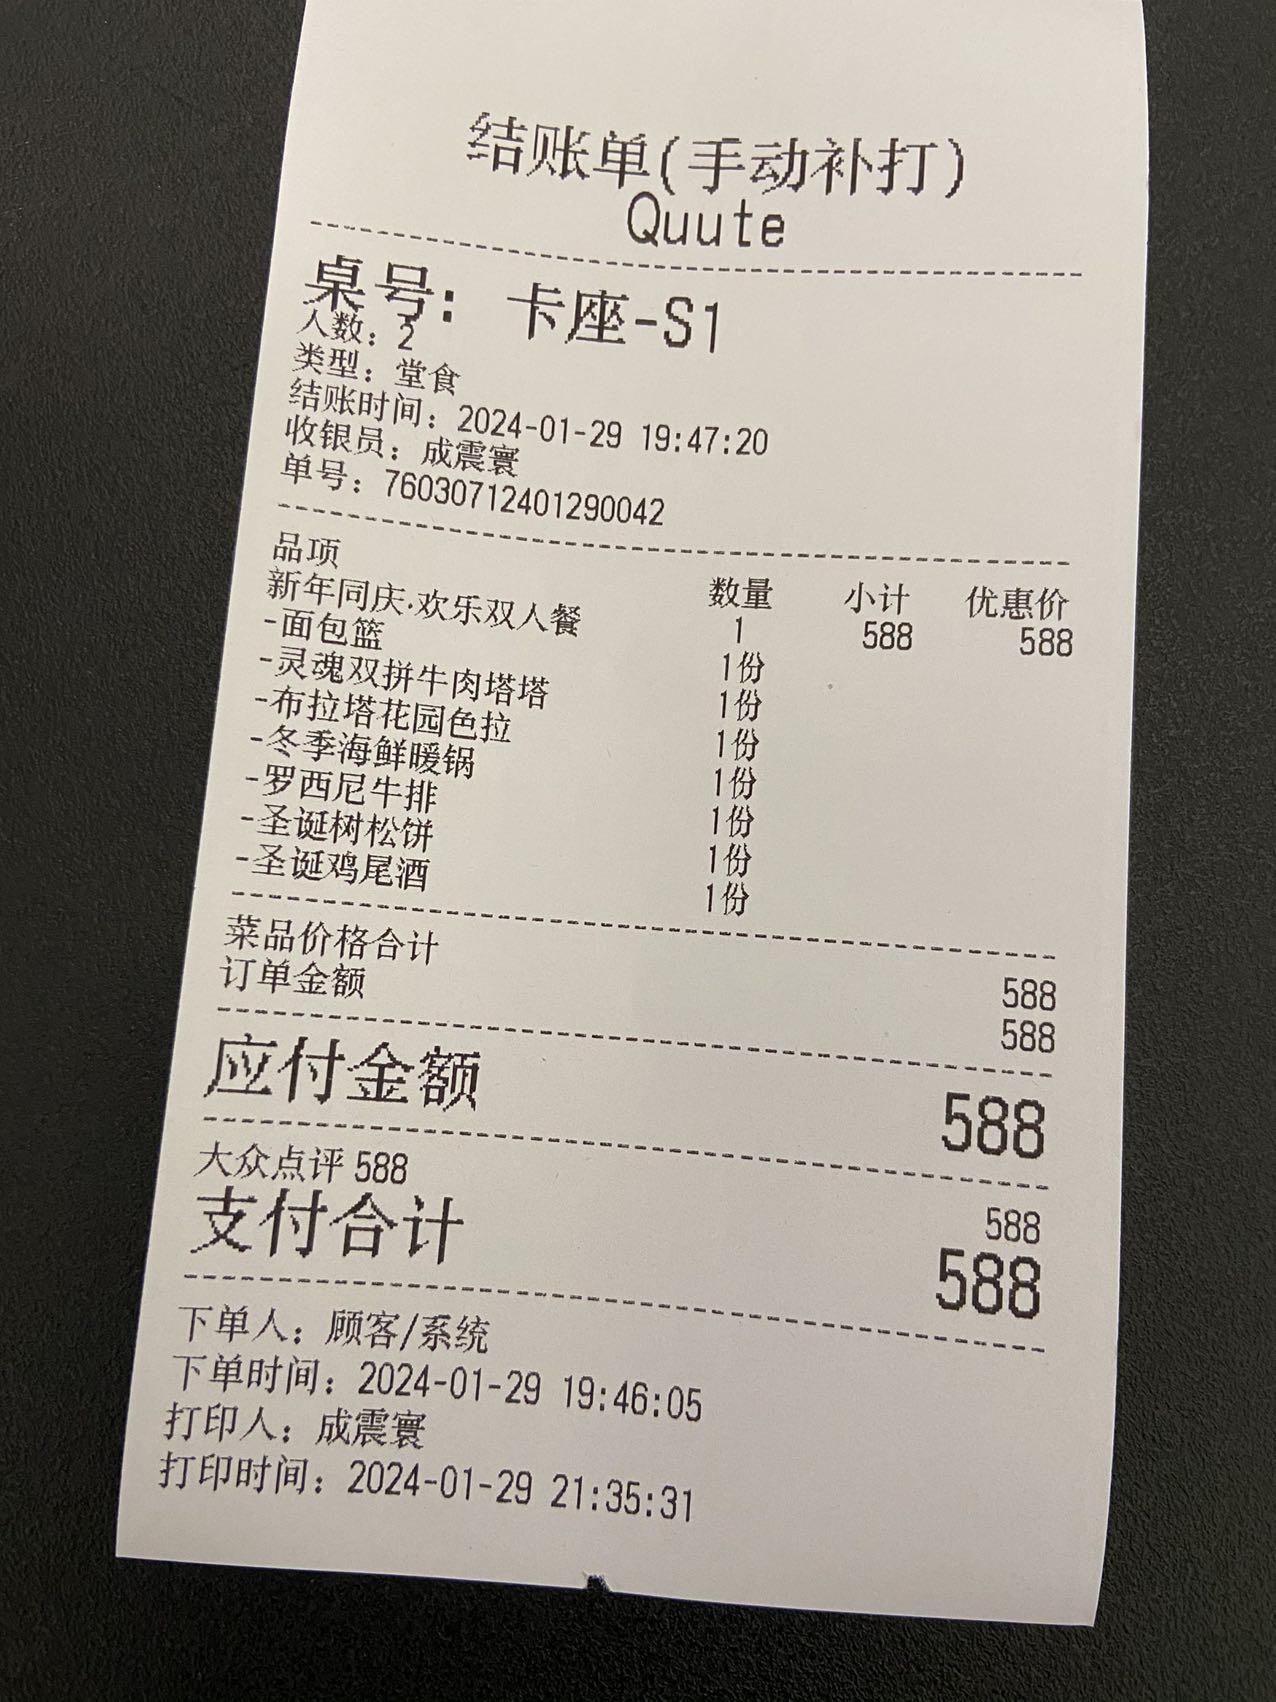 结账单(手动补打)
Quute
桌号: 卡座-S1
人数: 2
类型: 堂食
结账时间: 2024-01-29 19:47:20
收银员: 成震寰
单号: 76030712401290042
品项 数量 小计 优惠价
新年同庆·欢乐双人餐 1 588 588
-面包篮 1份
-灵魂双拼牛肉塔塔 1份
-布拉塔花园色拉 1份
-冬季海鲜暖锅 1份
-罗西尼牛排 1份
-圣诞树松饼 1份
-圣诞鸡尾酒 1份
菜品价格合计 588
订单金额 588
应付金额 588
大众点评 588 588
支付合计 588
下单人: 顾客/系统
下单时间: 2024-01-29 19:46:05
打印人: 成震寰
打印时间: 2024-01-29 21:35:31